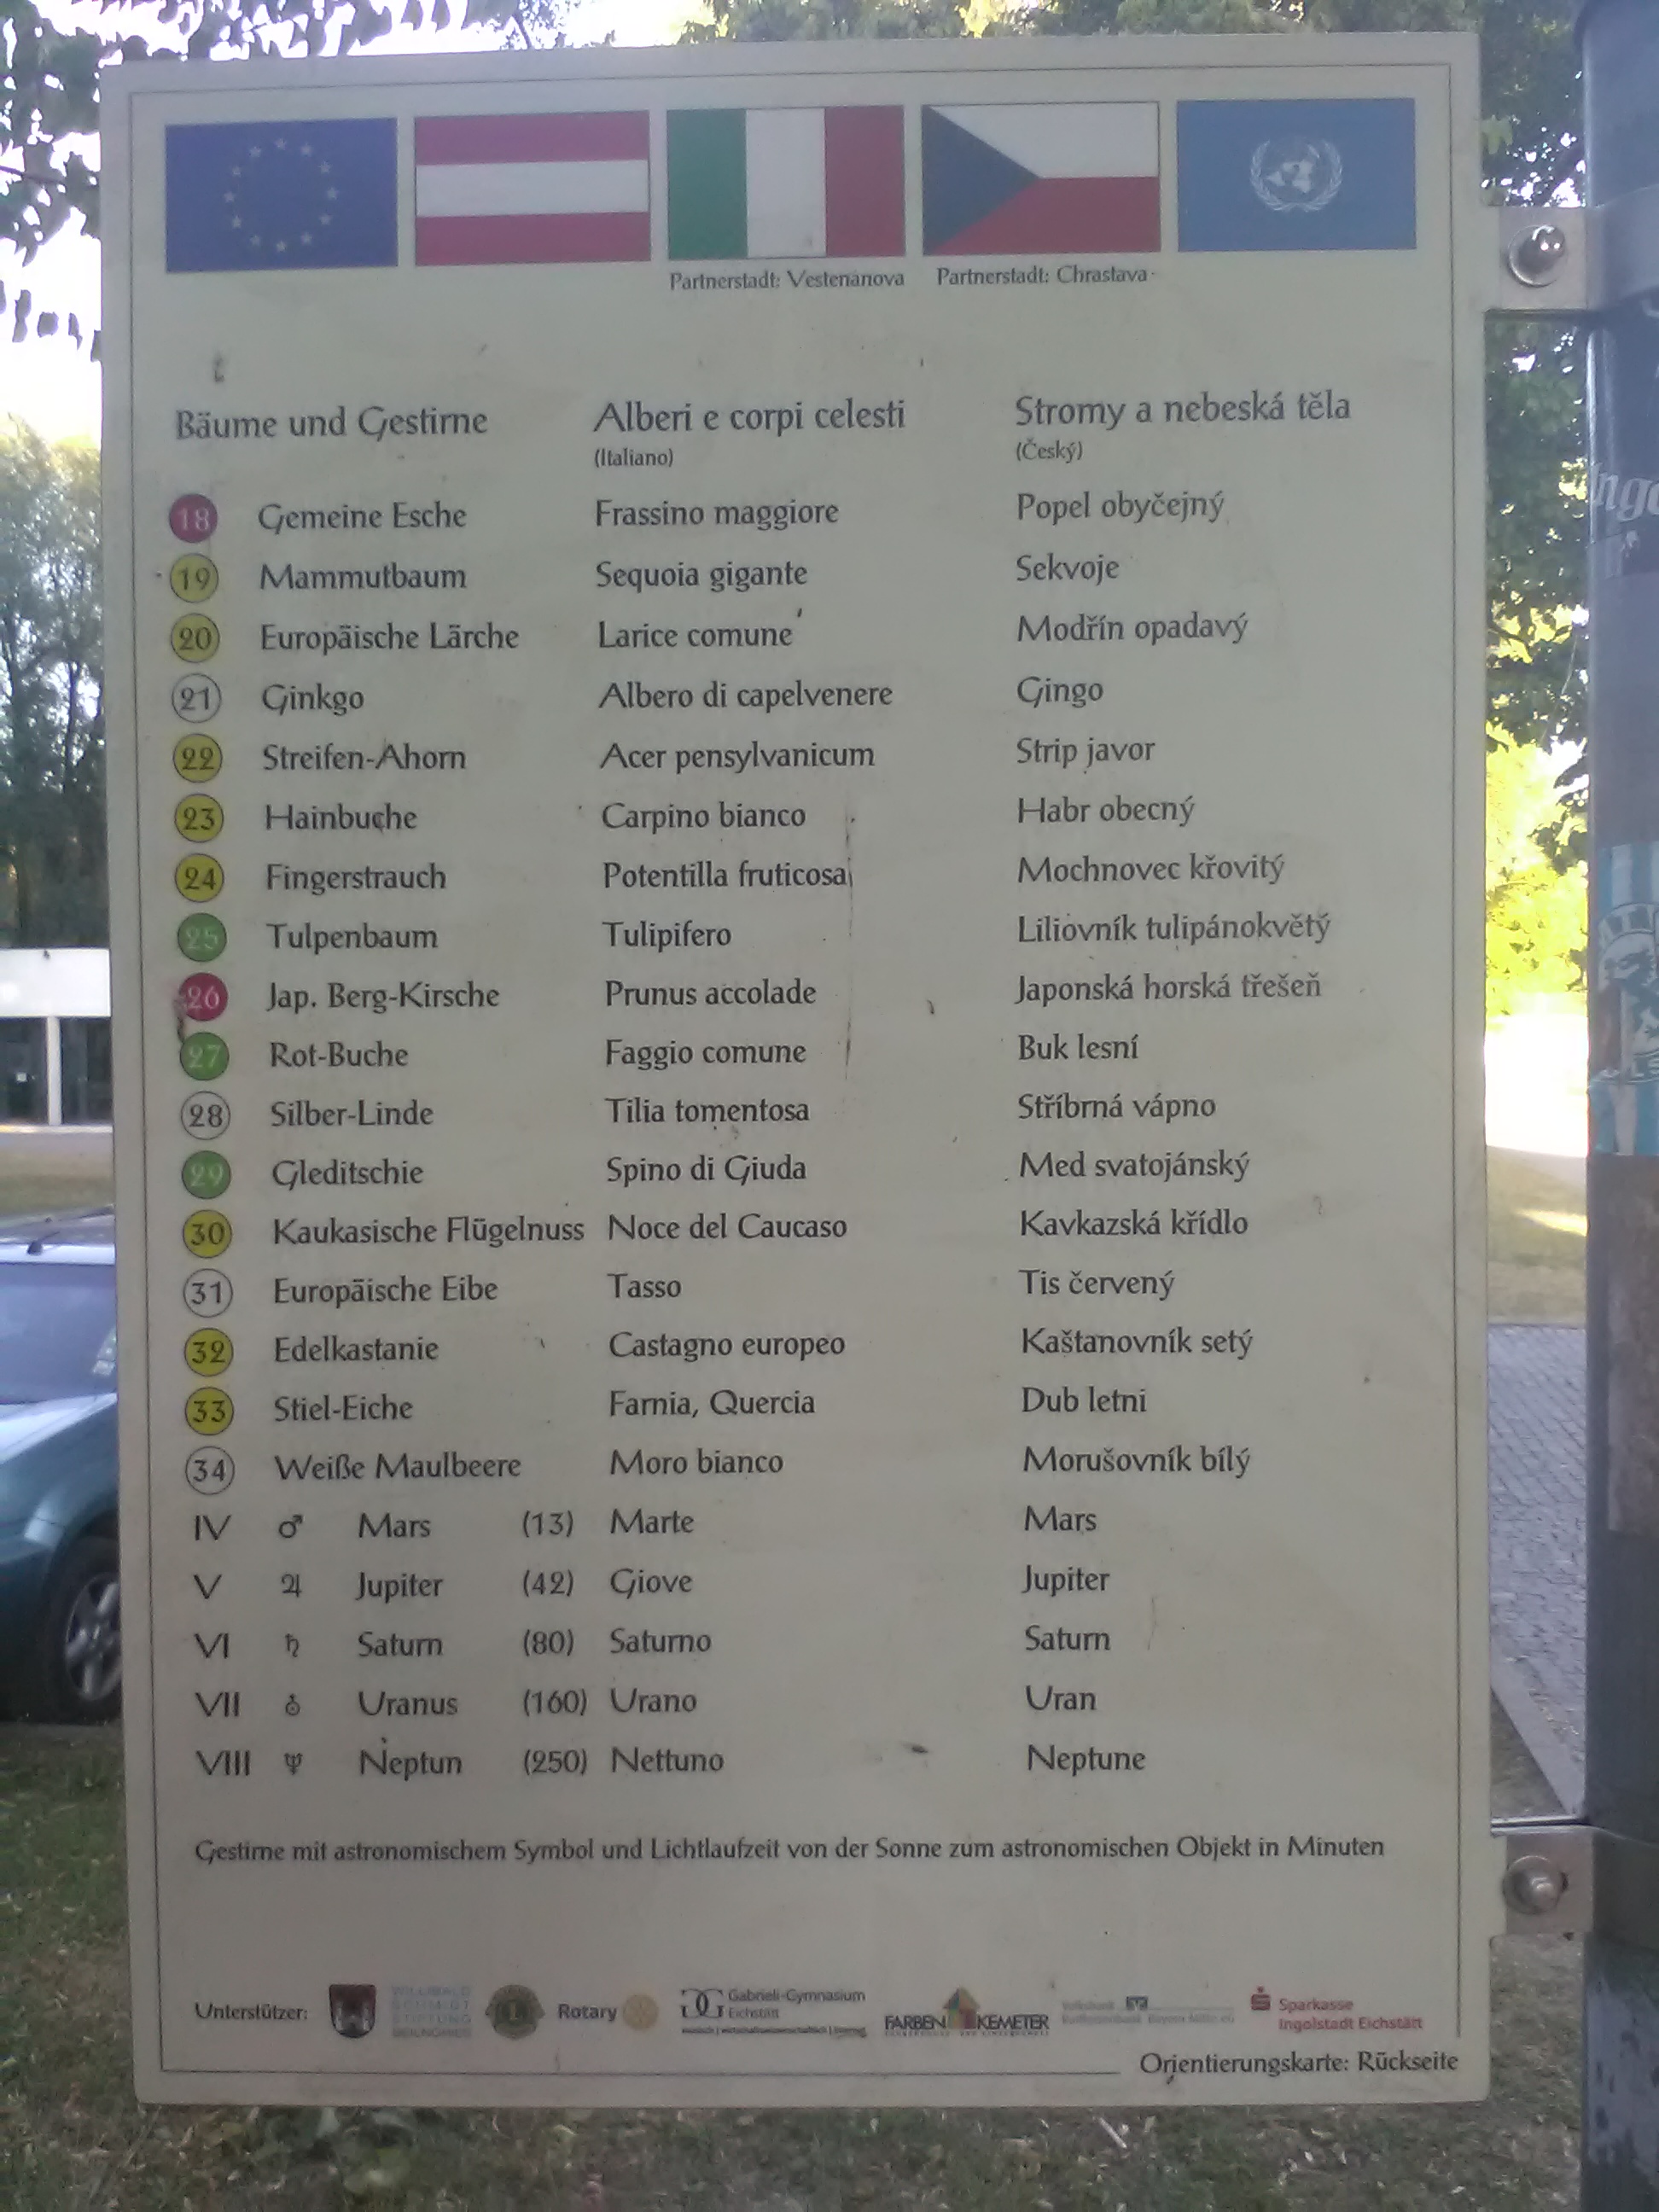 Partnerstadt: Vestenanova Partnerstadt: Chrastava
Bäume und Gestirne Alberi e corpi celesti Stromy a nebeská těla
(Italiano) (Český)
18 Gemeine Esche Frassino maggiore Popel obyčejný
19 Mammutbaum Sequoia gigante Sekvoje
20 Europäische Lärche Larice comune Modřín opadavý
21 Ginkgo Albero di capelvenere Gingo
22 Streifen-Ahorn Acer pensylvanicum Strip javor
23 Hainbuche Carpino bianco Habr obecný
24 Fingerstrauch Potentilla fruticosa Mochnovec křovitý
25 Tulpenbaum Tulipifero Liliovník tulipánokvětý
26 Jap. Berg-Kirsche Prunus accolade Japonská horská třešeň
27 Rot-Buche Faggio comune Buk lesní
28 Silber-Linde Tilia tomentosa Stříbrná vápno
29 Gleditschie Spino di Giuda Med svatojánský
30 Kaukasische Flügelnuss Noce del Caucaso Kavkazská křídlo
31 Europäische Eibe Tasso Tis červený
32 Edelkastanie Castagno europeo Kaštanovník setý
33 Stiel-Eiche Farnia, Quercia Dub letni
34 Weiße Maulbeere Moro bianco Morušovník bílý
IV ♂ Mars (13) Marte Mars
V ♃ Jupiter (42) Giove Jupiter
VI ♄ Saturn (80) Saturno Saturn
VII ⛢ Uranus (160) Urano Uran
VIII ♆ Neptun (250) Nettuno Neptune
Gestirne mit astronomischem Symbol und Lichtlaufzeit von der Sonne zum astronomischen Objekt in Minuten
Unterstützer: Rotary Gabrieli-Gymnasium Eichstätt FARBEN KEMETER Sparkasse Ingolstadt Eichstätt
Orientierungskarte: Rückseite